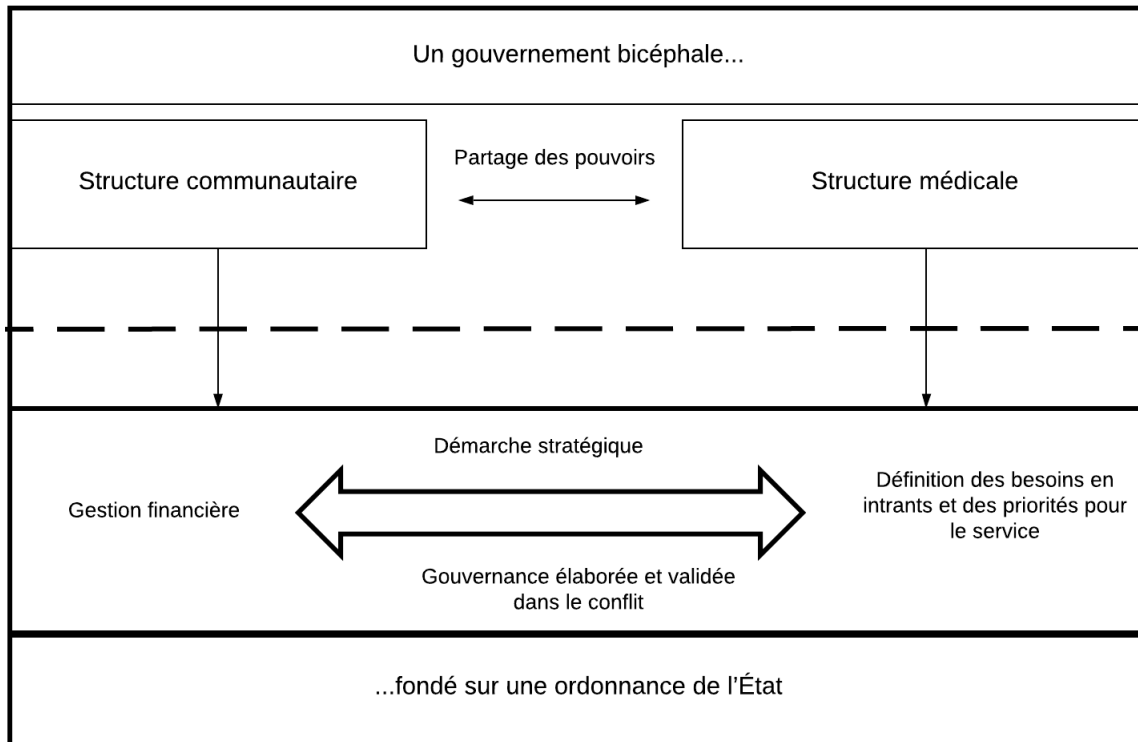 Un gouvernement bicéphale...
Structure communautaire
Partage des pouvoirs
Structure médicale
Démarche stratégique
Gestion financière
Définition des besoins en
intrants et des priorités pour
le service
Gouvernance élaborée et validée
dans le conflit
...fondé sur une ordonnance de l’État